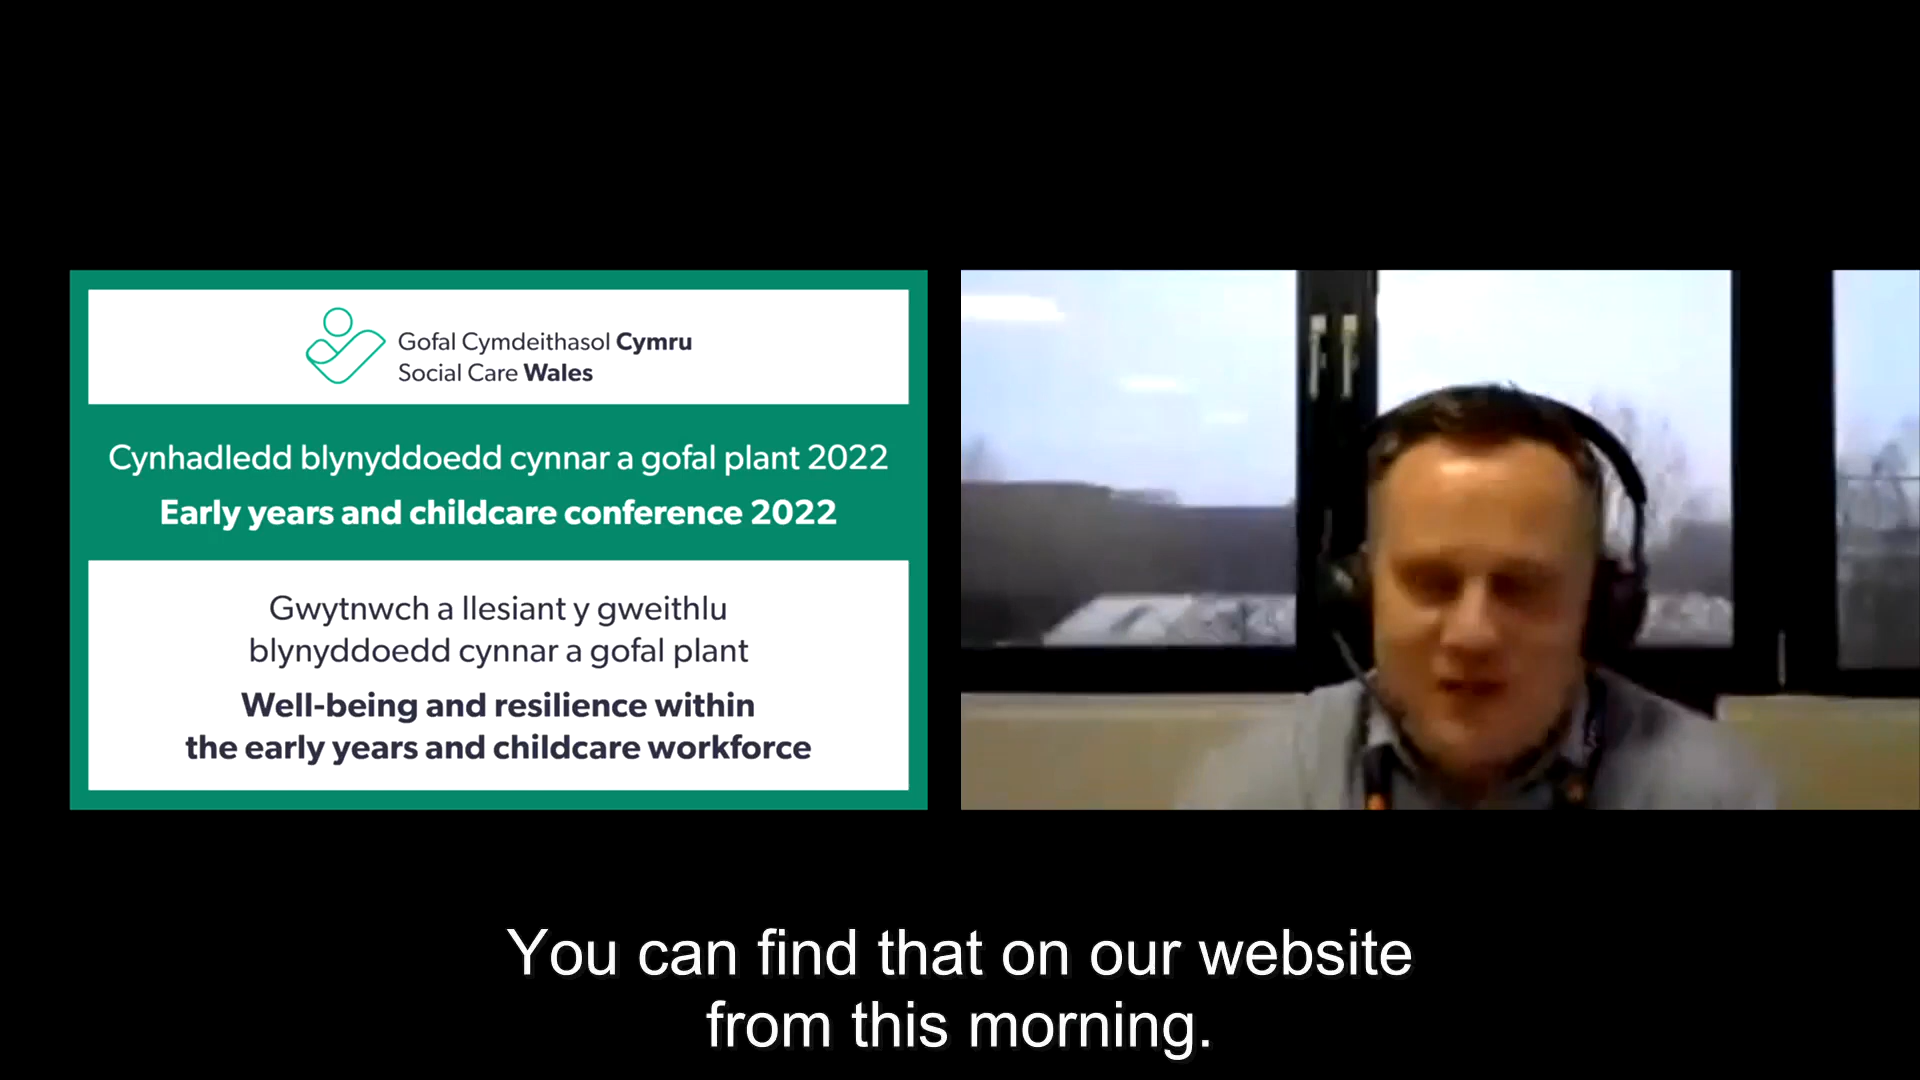 Gofal Cymdeithasol Cymru
Social Care Wales
Cynhadledd blynyddoedd cynnar a gofal plant 2022
Early years and childcare conference 2022
Gwytnwch a llesiant y gweithlu
blynyddoedd cynnar a gofal plant
Well-being and resilience within
the early years and childcare workforce
You can find that on our website
from this morning.